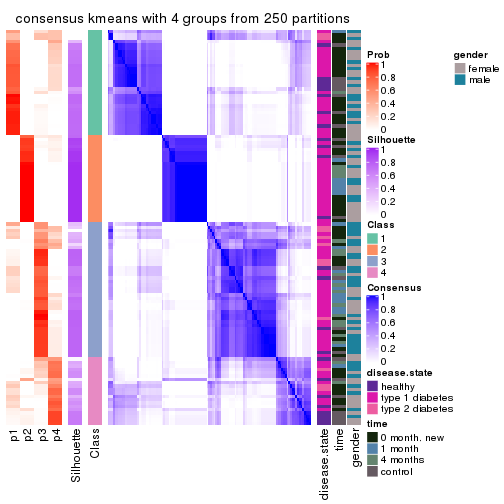 consensus kmeans with 4 groups from 250 partitions
Prob
1
0.8
0.6
0.4
0.2
0
gender
female
male
Silhouette
1
0.8
0.6
0.4
0.2
0
Class
1
2
3
4
Consensus
1
0.8
0.6
0.4
0.2
0
disease.state
healthy
type 1 diabetes
type 2 diabetes
time
0 month. new
1 month
4 months
control
p1
p2
p3
p4
Silhouette
Class
disease.state
time
gender